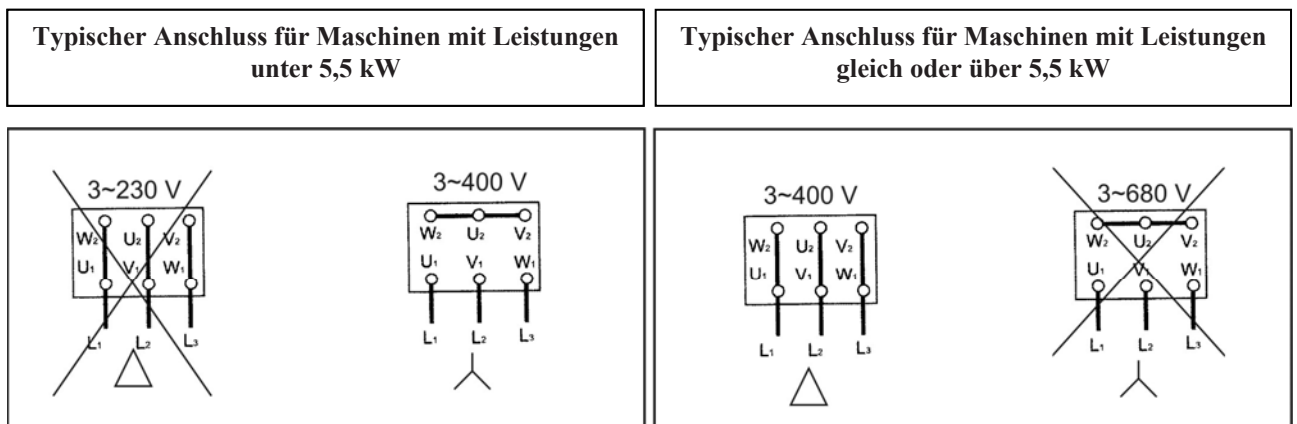 Typischer Anschluss für Maschinen mit Leistungen
unter 5,5 kW
Typischer Anschluss für Maschinen mit Leistungen
gleich oder über 5,5 kW
3~230 V
W2 U2 V2
U1 V1 W1
L1 L2 L3
3~400 V
W2 U2 V2
U1 V1 W1
L1 L2 L3
3~400 V
W2 U2 V2
U1 V1 W1
L1 L2 L3
3~680 V
W2 U2 V2
U1 V1 W1
L1 L2 L3